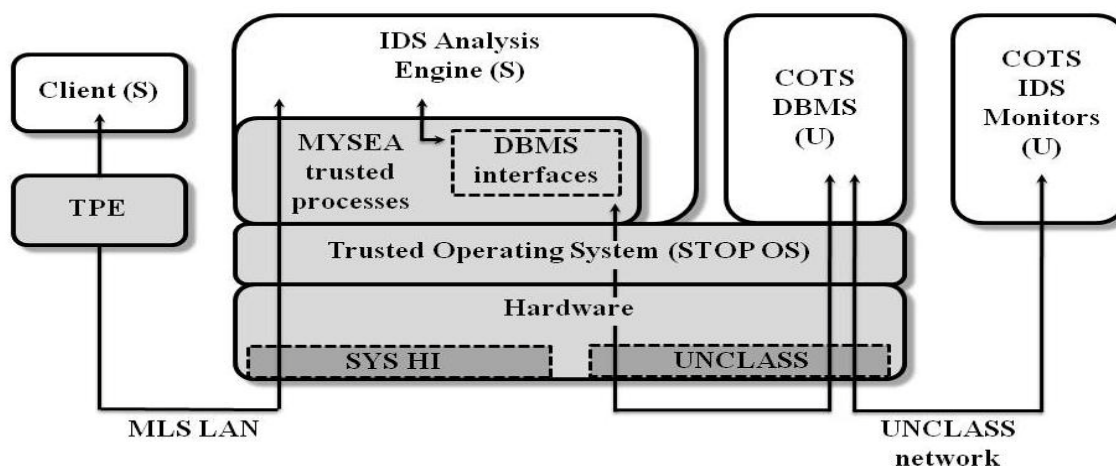 Client (S)
TPE
IDS Analysis
Engine (S)
MYSEA
trusted
processes
DBMS
interfaces
COTS
DBMS
(U)
COTS
IDS
Monitors
(U)
Trusted Operating System (STOP OS)
Hardware
SYS HI
UNCLASS
MLS LAN
UNCLASS
network